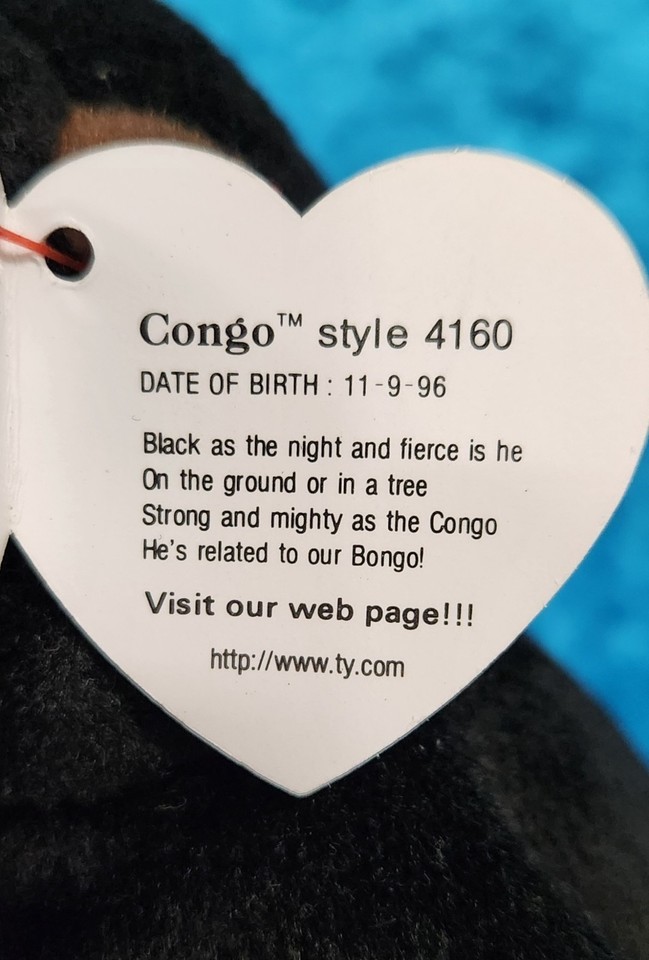 Congo™ style 4160
DATE OF BIRTH : 11-9-96
Black as the night and fierce is he
On the ground or in a tree
Strong and mighty as the Congo
He's related to our Bongo!
Visit our web page!!!
http://www.ty.com